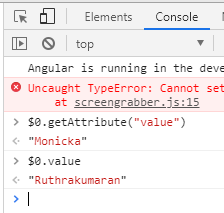 Elements Console
top
Angular is running in the deve
Uncaught TypeError: Cannot set
at screengrabber.js:15
> $0.getAttribute("value")
"Monicka"
> $0.value
"Ruthrakumaran"
>